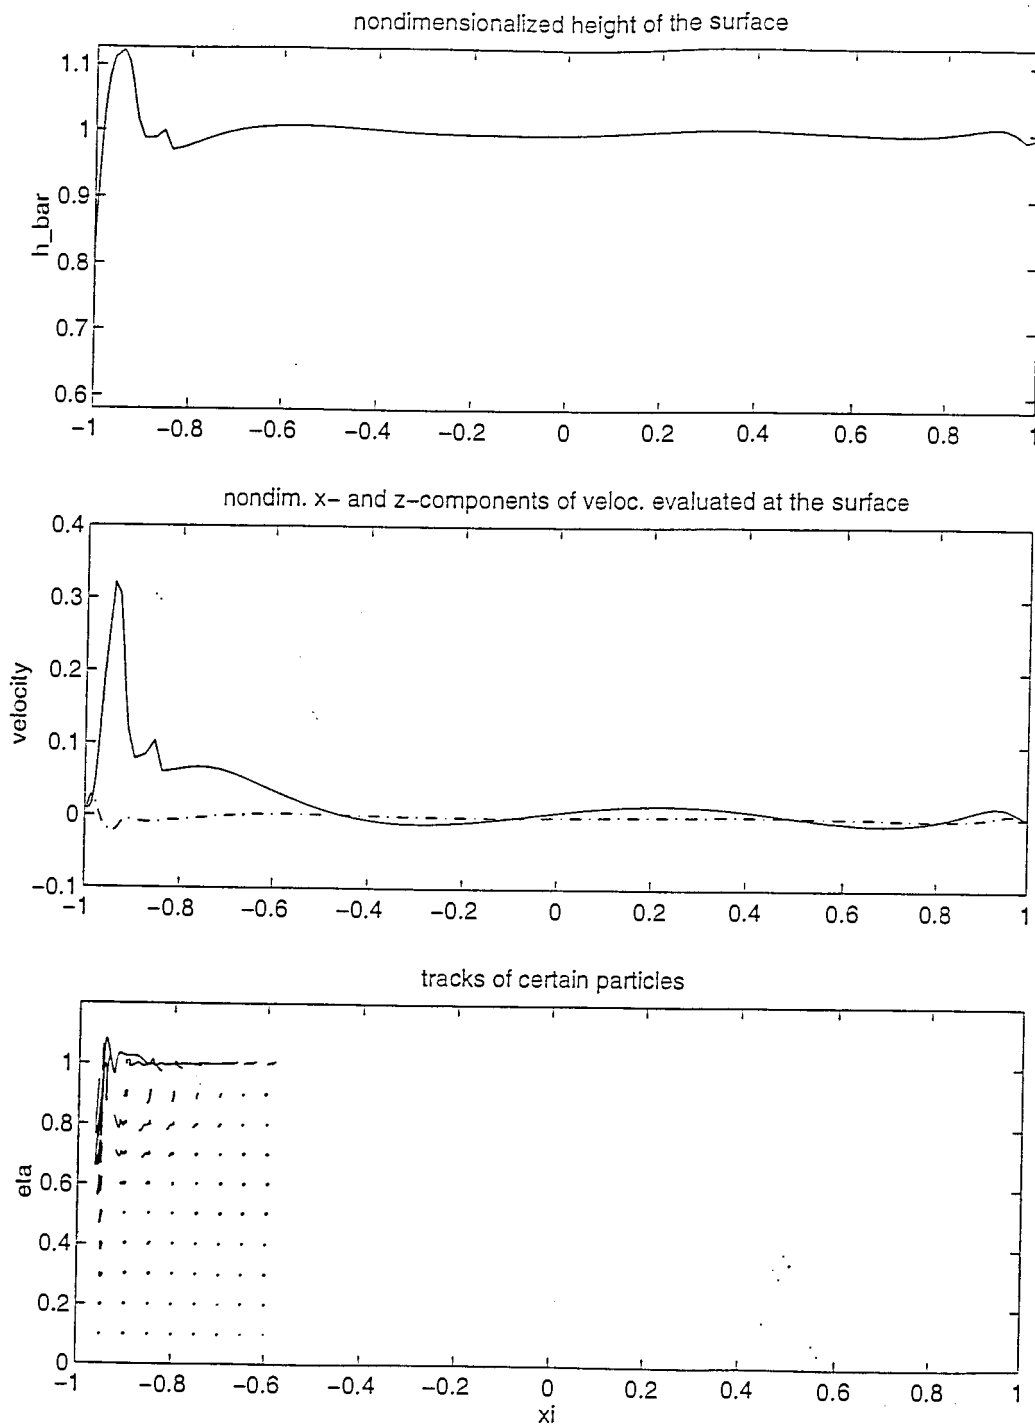 nondimensionalized height of the surface
1.1
1
0.9
0.8
0.7
0.6
h_bar
-1 -0.8 -0.6 -0.4 -0.2 0 0.2 0.4 0.6 0.8 1
nondim. x- and z-components of veloc. evaluated at the surface
0.4
0.3
0.2
0.1
0
-0.1
velocity
-1 -0.8 -0.6 -0.4 -0.2 0 0.2 0.4 0.6 0.8 1
tracks of certain particles
1
0.8
0.6
0.4
0.2
0
eta
-1 -0.8 -0.6 -0.4 -0.2 0 0.2 0.4 0.6 0.8 1
xi